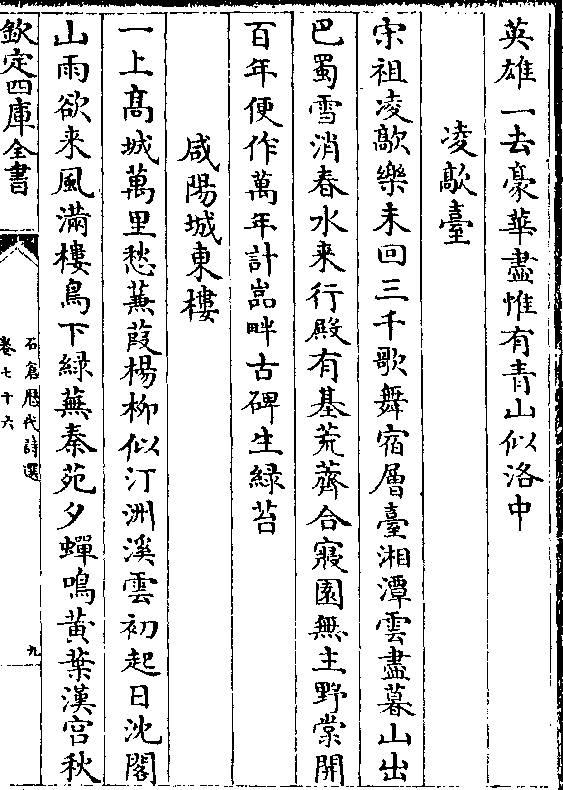 英雄一去豪華盡惟有青山似洛中
凌歊臺
宋祖凌歊樂未回三千歌舞宿層臺湘潭雲盡暮山出
巴蜀雪消春水来行殿有基荒薺合寢園無主野棠開
百年便作萬年計嵓畔古碑生緑苔
咸陽城東樓
一上髙城萬里愁蒹葭楊柳似汀洲溪雲初起日沈閣
山雨欲来風滿樓鳥下緑蕪秦苑夕蟬鳴黄葉漢宫秋
欽定四庫全書
石倉歴代詩選
卷七十六
九